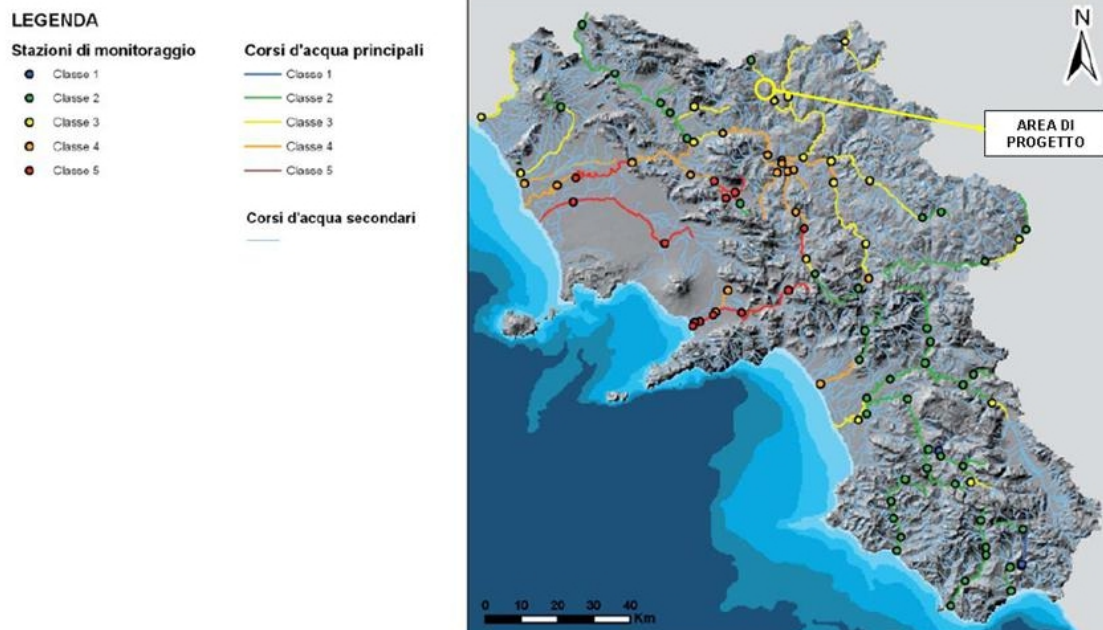 LEGENDA
Stazioni di monitoraggio
Classe 1
Classe 2
Classe 3
Classe 4
Classe 5
Corsi d'acqua principali
Classe 1
Classe 2
Classe 3
Classe 4
Classe 5
Corsi d'acqua secondari
N
AREA DI
PROGETTO
0 10 20 30 40
Km